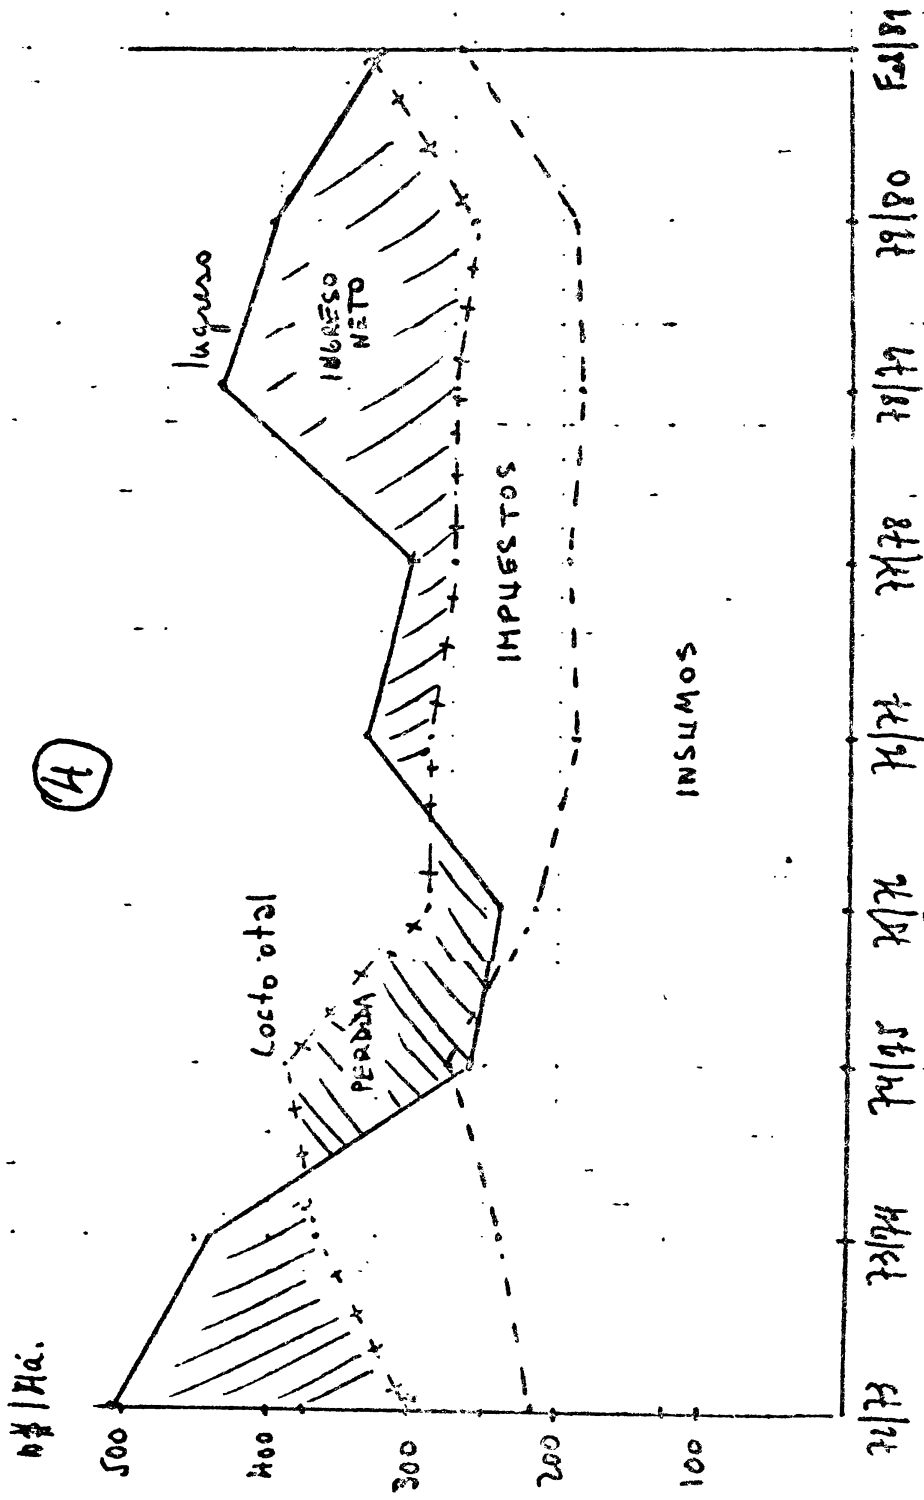 N$/Há.
500
400
300
200
100
4
Ingreso
INGRESO
NETO
Costo total
PERDIDA
IMPUESTOS
INSUMOS
72/73
73/74
74/75
75/76
76/77
77/78
78/79
79/80
80/81